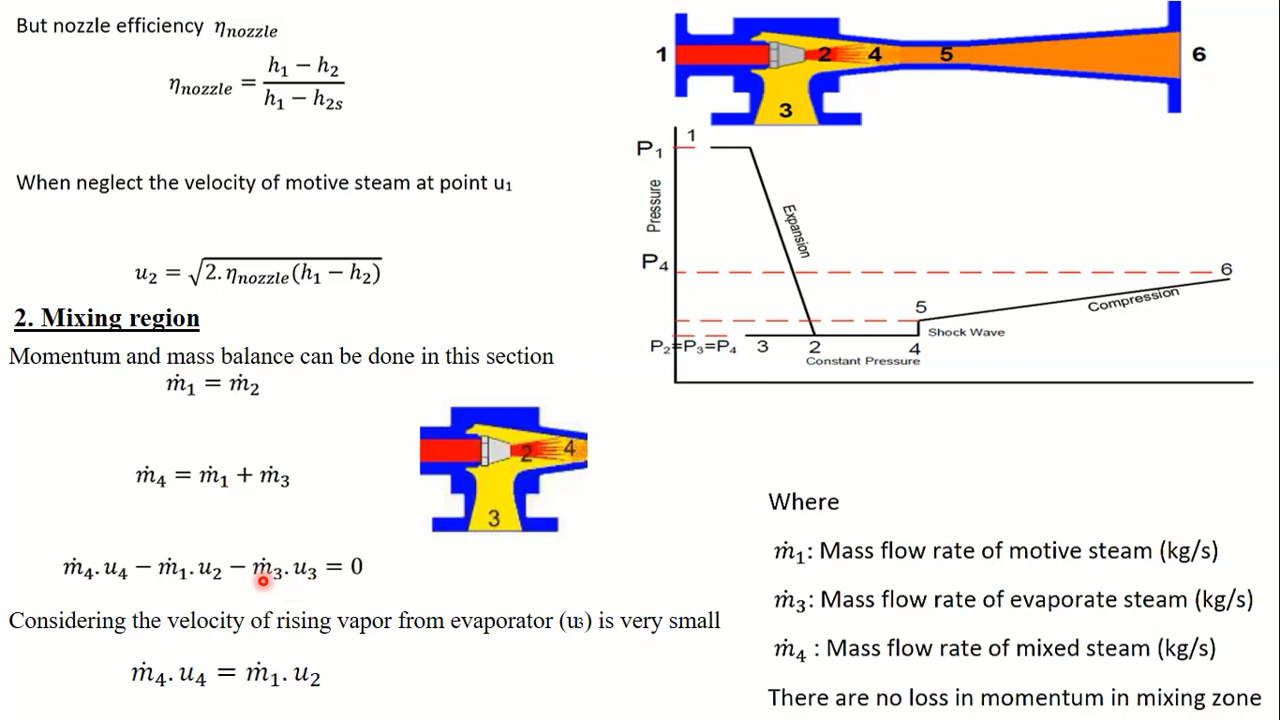 But nozzle efficiency η_nozzle
η_nozzle = (h₁ − h₂) / (h₁ − h₂ₛ)
When neglect the velocity of motive steam at point u₁
u₂ = √(2. η_nozzle (h₁ − h₂))
2. Mixing region
Momentum and mass balance can be done in this section
ṁ₁ = ṁ₂
ṁ₄ = ṁ₁ + ṁ₃
2
4
3
ṁ₄. u₄ − ṁ₁. u₂ − ṁ₃. u₃ = 0
Considering the velocity of rising vapor from evaporator (u₃) is very small
ṁ₄. u₄ = ṁ₁. u₂
1
2
4
5
6
3
P₁
1
Pressure
Expansion
P₄
6
5
Compression
Shock Wave
P₂=P₃=P₄
3
2
4
Constant Pressure
Where
ṁ₁: Mass flow rate of motive steam (kg/s)
ṁ₃: Mass flow rate of evaporate steam (kg/s)
ṁ₄ : Mass flow rate of mixed steam (kg/s)
There are no loss in momentum in mixing zone